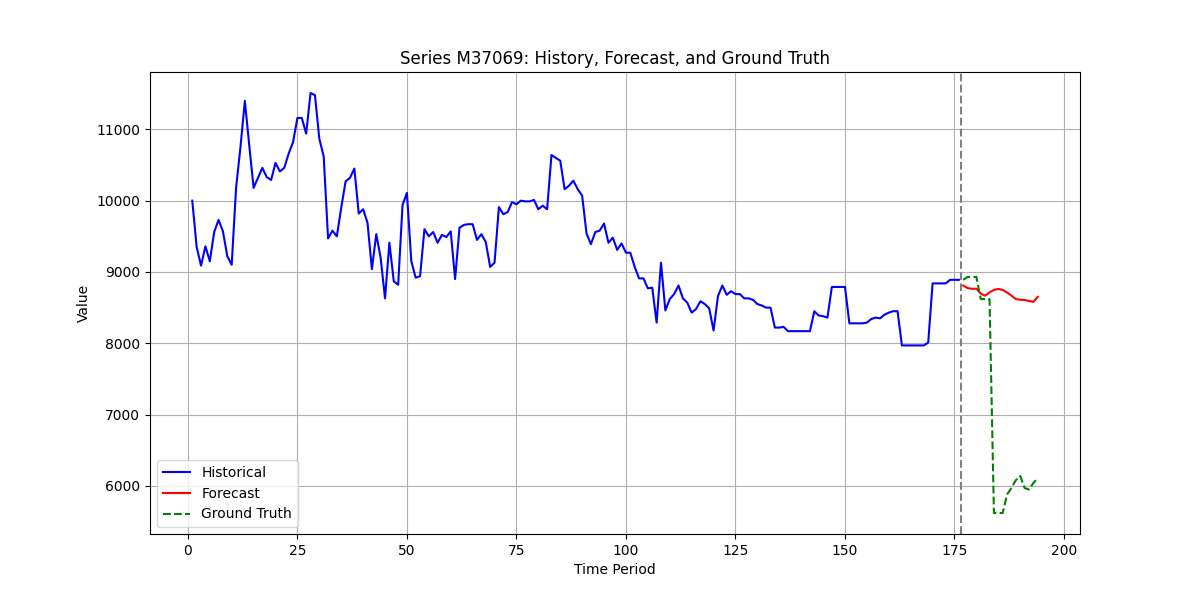 Series M37069: History, Forecast, and Ground Truth
11000
10000
9000
8000
7000
6000
Value
Historical
Forecast
Ground Truth
0 25 50 75 100 125 150 175 200
Time Period